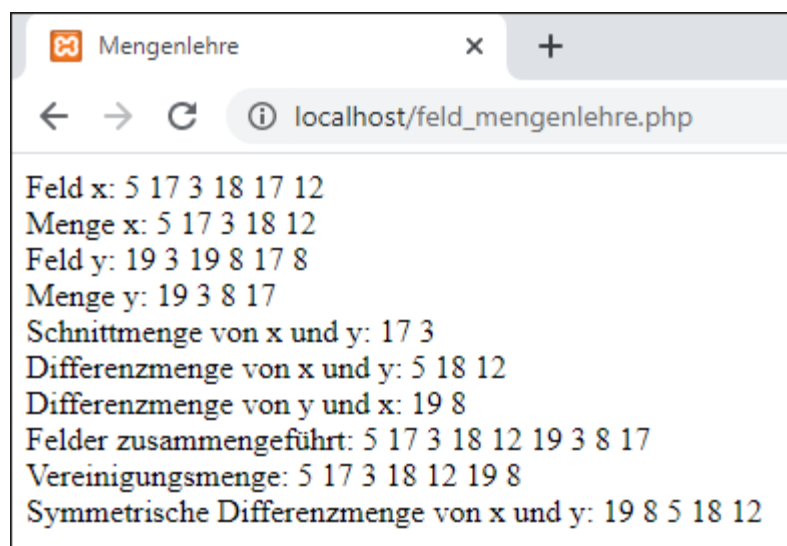 Mengenlehre
localhost/feld_mengenlehre.php
Feld x: 5 17 3 18 17 12
Menge x: 5 17 3 18 12
Feld y: 19 3 19 8 17 8
Menge y: 19 3 8 17
Schnittmenge von x und y: 17 3
Differenzmenge von x und y: 5 18 12
Differenzmenge von y und x: 19 8
Felder zusammengeführt: 5 17 3 18 12 19 3 8 17
Vereinigungsmenge: 5 17 3 18 12 19 8
Symmetrische Differenzmenge von x und y: 19 8 5 18 12